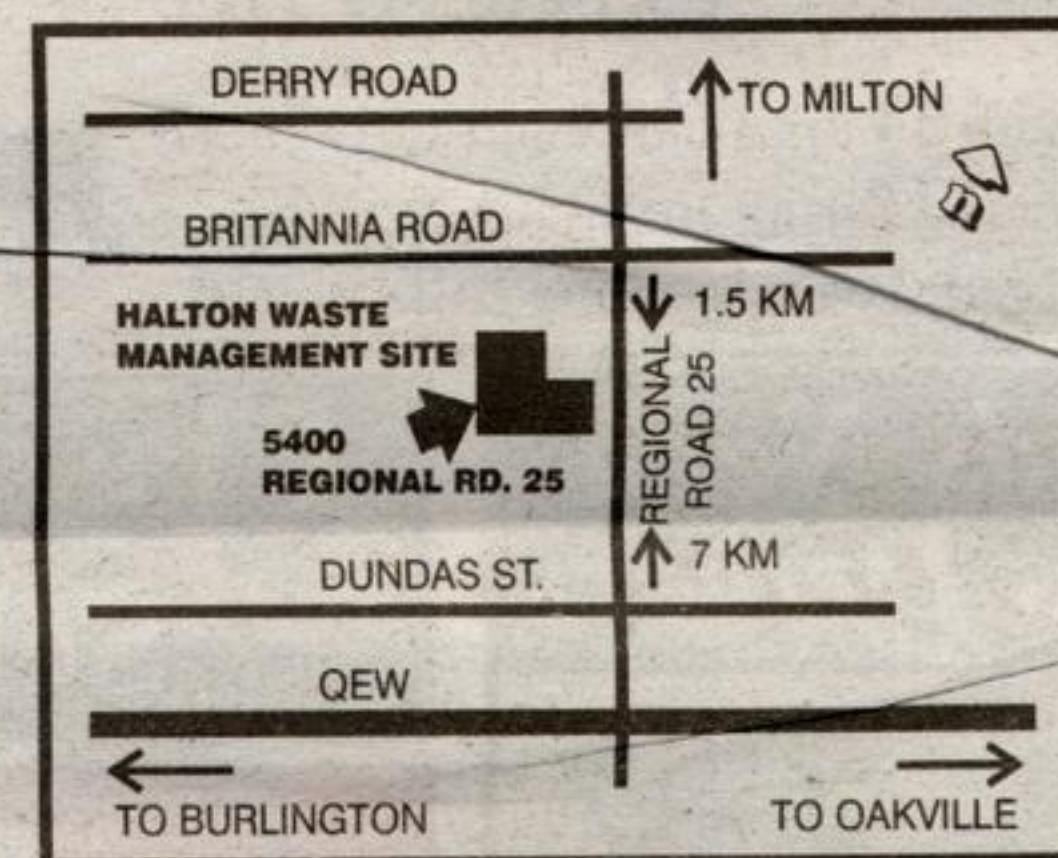 DERRY ROAD
TO MILTON
BRITANNIA ROAD
HALTON WASTE
MANAGEMENT SITE
1.5 KM
REGIONAL
ROAD 25
5400
REGIONAL RD. 25
7 KM
DUNDAS ST.
QEW
TO BURLINGTON
TO OAKVILLE